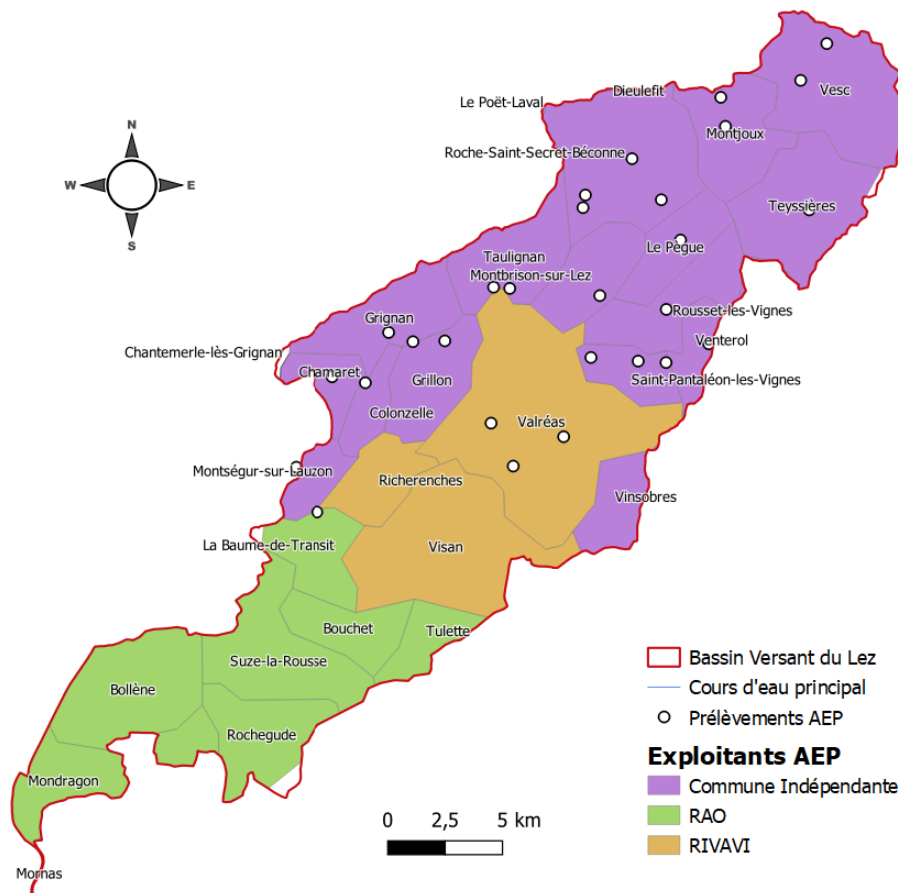 Dieulefit
Vesc
Le Poët-Laval
Montjoux
Roche-Saint-Secret-Béconne
N
W
E
S
Teyssières
Le Pègue
Taulignan
Montbrison-sur-Lez
Rousset-les-Vignes
Grignan
Venterol
Chantemerle-lès-Grignan
Chamaret
Grillon
Saint-Pantaléon-les-Vignes
Colonzelle
Valréas
Montségur-sur-Lauzon
Richerenches
Vinsobres
La Baume-de-Transit
Visan
Bouchet
Tulette
Suze-la-Rousse
Bollène
Rochegude
Mondragon
Mornas
0 2,5 5 km
Bassin Versant du Lez
Cours d'eau principal
Prélèvements AEP
Exploitants AEP
Commune Indépendante
RAO
RIVAVI